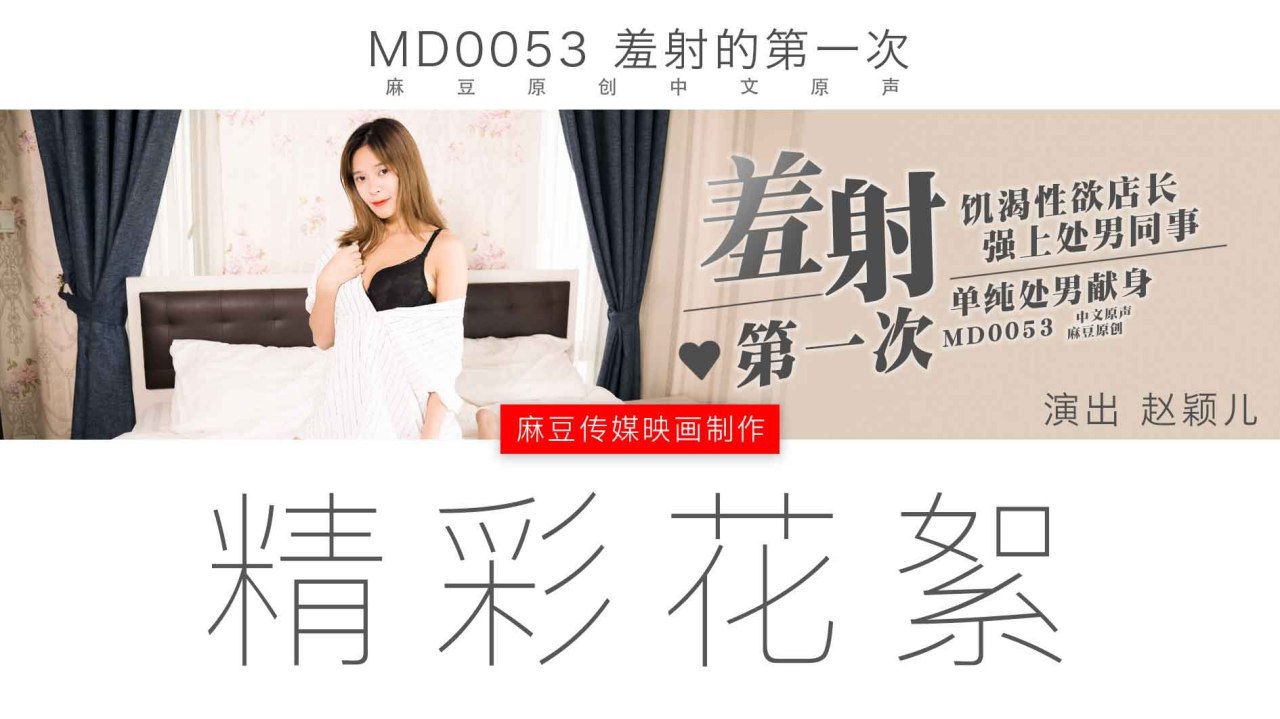 MD0053 羞射的第一次
麻豆原创中文原声
羞射
第一次
饥渴性欲店长
强上处男同事
单纯处男献身
MD0053
中文原声
麻豆原创
演出 赵颖儿
麻豆传媒映画制作
精彩花絮